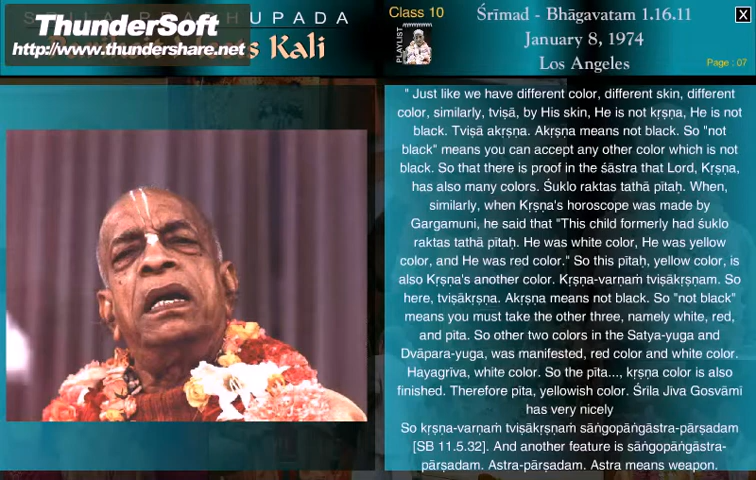 ThunderSoft
http://www.thundershare.net
HUPADA
ts Kali
Class 10
PLAYLIST
Śrīmad - Bhāgavatam 1.16.11
January 8, 1974
Los Angeles
X
Page : 07
" Just like we have different color, different skin, different
color, similarly, tviṣā, by His skin, He is not kṛṣṇa, He is not
black. Tviṣa akṛṣṇa. Akṛṣṇa means not black. So "not
black" means you can accept any other color which is not
black. So that there is proof in the śāstra that Lord, Kṛṣṇa,
has also many colors. Śuklo raktas tathā pītaḥ. When,
similarly, when Kṛṣṇa's horoscope was made by
Gargamuni, he said that "This child formerly had śuklo
raktas tathā pītaḥ. He was white color, He was yellow
color, and He was red color." So this pītaḥ, yellow color, is
also Kṛṣṇa's another color. Kṛṣṇa-varṇaṁ tviṣākṛṣṇam. So
here, tviṣākṛṣṇa. Akṛṣṇa means not black. So "not black"
means you must take the other three, namely white, red,
and pita. So other two colors in the Satya-yuga and
Dvāpara-yuga, was manifested, red color and white color.
Hayagriva, white color. So the pita..., kṛṣṇa color is also
finished. Therefore pita, yellowish color. Śrīla Jiva Gosvāmī
has very nicely
So kṛṣṇa-varṇaṁ tviṣākṛṣṇaṁ sāṅgopāṅgāstra-pārṣadam
[SB 11.5.32]. And another feature is sāṅgopāṅgāstra-
pārṣadam. Astra-pārṣadam. Astra means weapon.